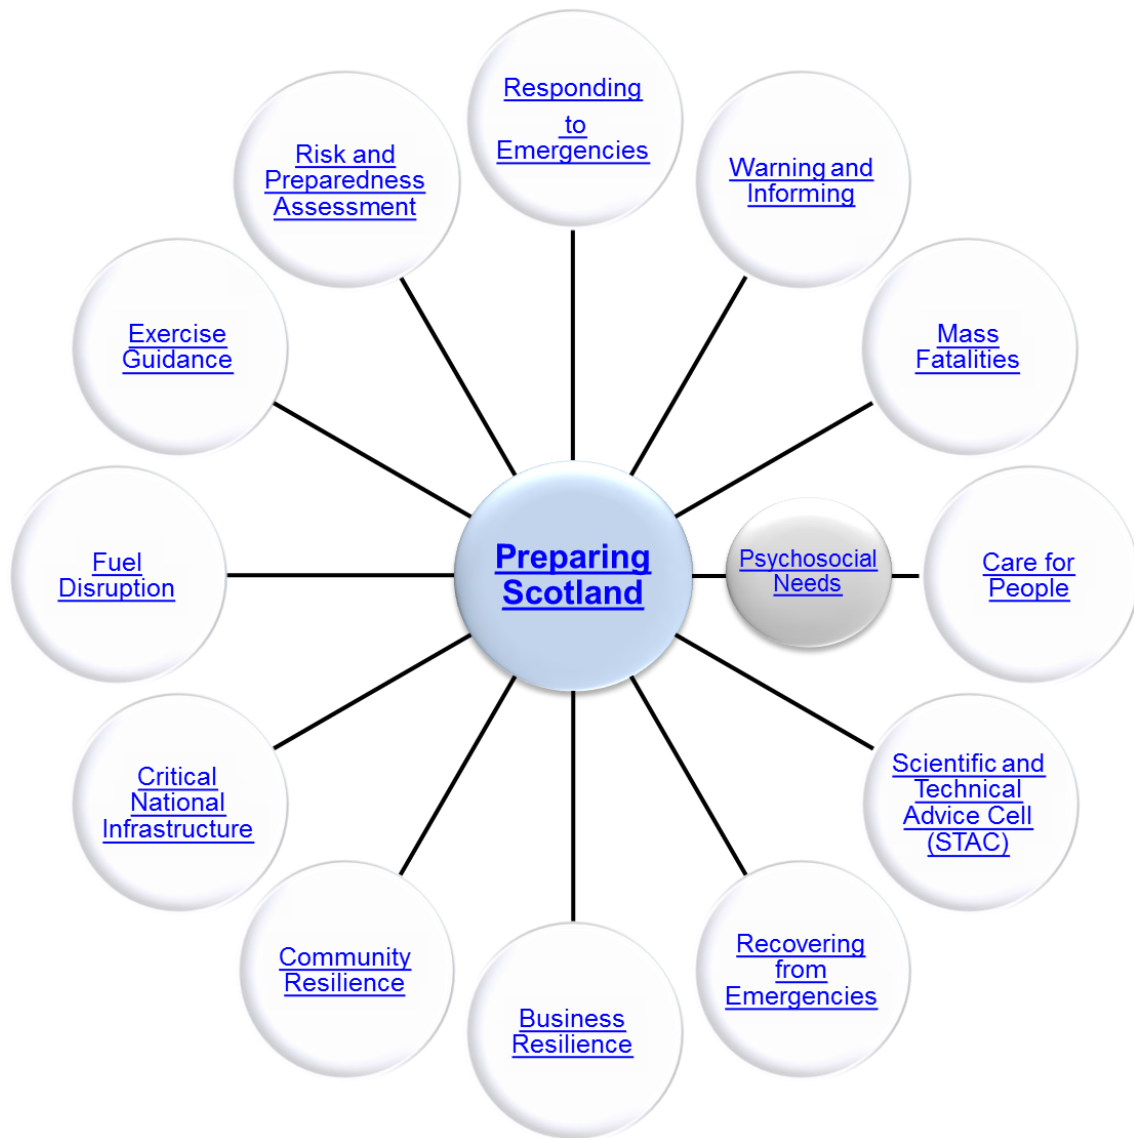 Responding
to
Emergencies
Warning and
Informing
Mass
Fatalities
Care for
People
Psychosocial
Needs
Scientific and
Technical
Advice Cell
(STAC)
Recovering
from
Emergencies
Business
Resilience
Community
Resilience
Critical
National
Infrastructure
Fuel
Disruption
Exercise
Guidance
Risk and
Preparedness
Assessment
Preparing
Scotland